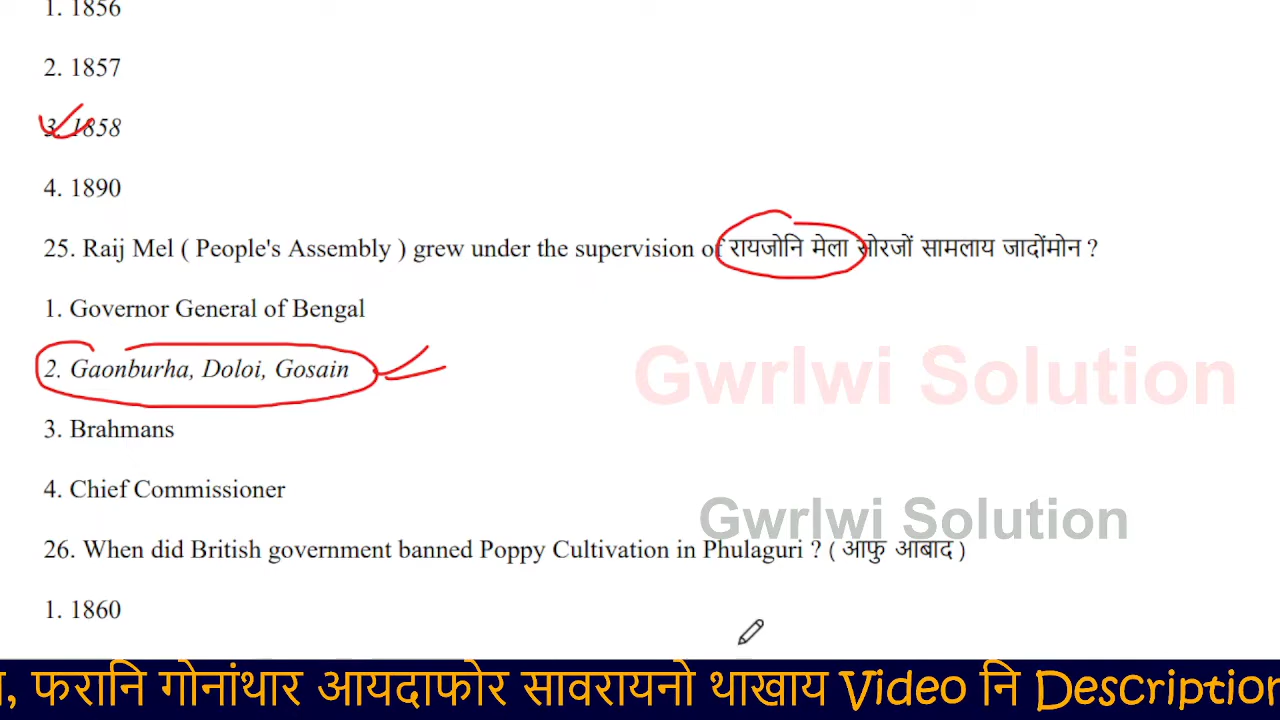 1. 1856
2. 1857
3. 1858
4. 1890
25. Raij Mel ( People's Assembly ) grew under the supervision of रायजोनि मेला सोरजों सामलाय जादोंमोन ?
1. Governor General of Bengal
2. Gaonburha, Doloi, Gosain
Gwrlwi Solution
3. Brahmans
4. Chief Commissioner
Gwrlwi Solution
26. When did British government banned Poppy Cultivation in Phulaguri ? ( आफु आबाद )
1. 1860
, फरानि गोनांथार आयदाफोर सावरायनो थाखाय Video नि Description